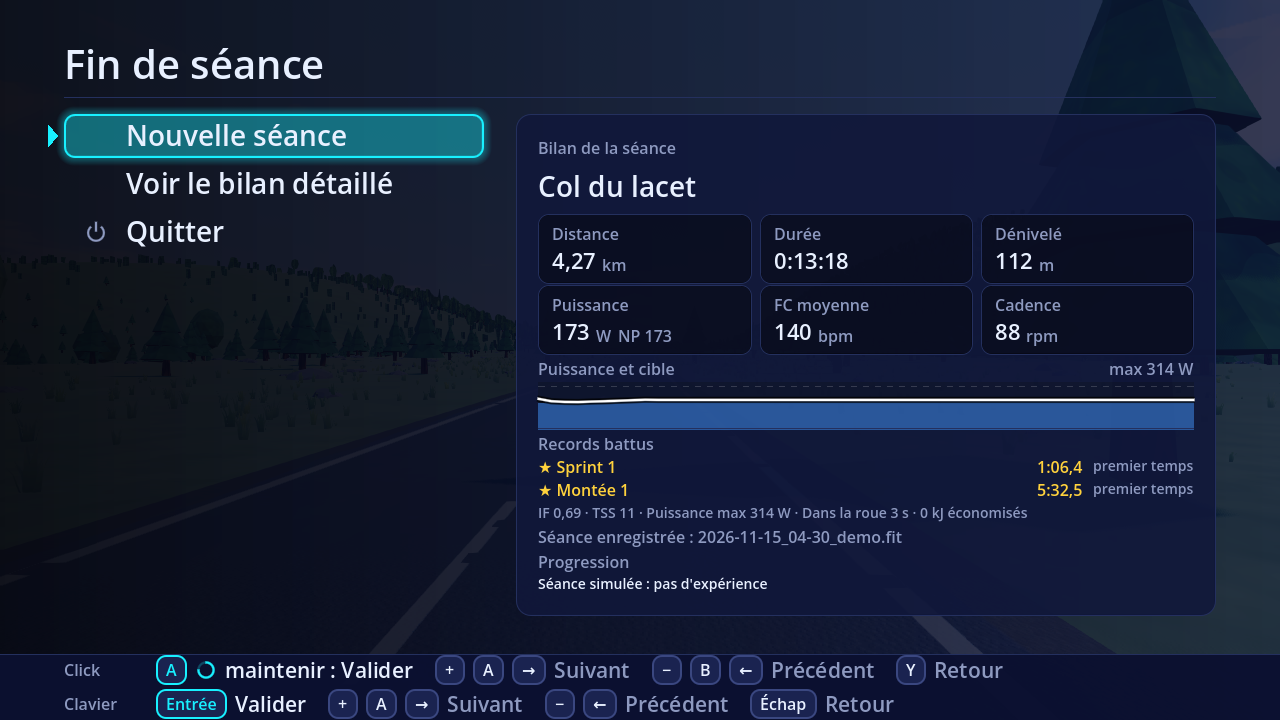 Fin de séance
Nouvelle séance
Voir le bilan détaillé
Quitter
Bilan de la séance
Col du lacet
Distance
4,27 km
Durée
0:13:18
Dénivelé
112 m
Puissance
173 W NP 173
FC moyenne
140 bpm
Cadence
88 rpm
Puissance et cible max 314 W
Records battus
★ Sprint 1 1:06,4 premier temps
★ Montée 1 5:32,5 premier temps
IF 0,69 · TSS 11 · Puissance max 314 W · Dans la roue 3 s · 0 kJ économisés
Séance enregistrée : 2026-11-15_04-30_demo.fit
Progression
Séance simulée : pas d'expérience
Click A maintenir : Valider + A → Suivant − B ← Précédent Y Retour
Clavier Entrée Valider + A → Suivant − ← Précédent Échap Retour